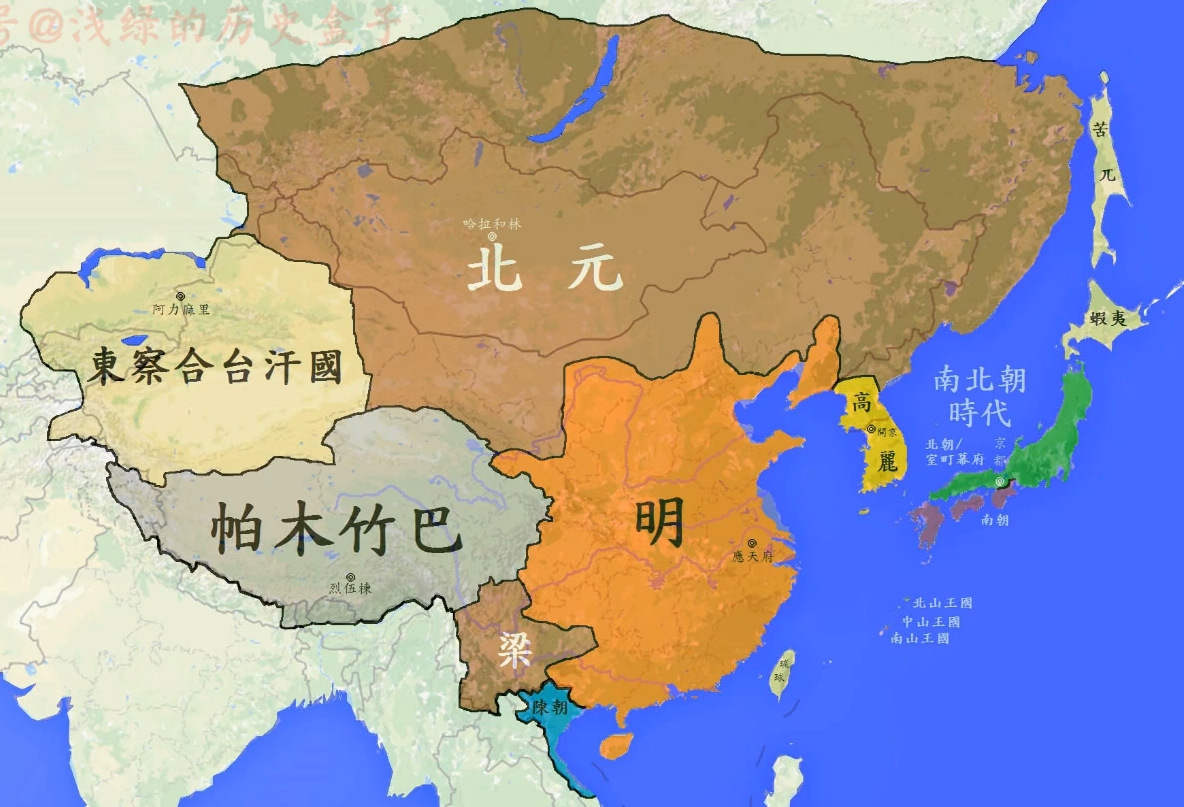 号@浅绿的历史盒子
苦
兀
哈拉和林
北元
阿力麻里
東察合台汗國
蝦夷
南北朝
時代
高
開京
麗
北朝/
室町幕府
京
都
南朝
帕木竹巴
明
應天府
烈伍棟
北山王國
中山王國
南山王國
梁
琉
球
陳朝